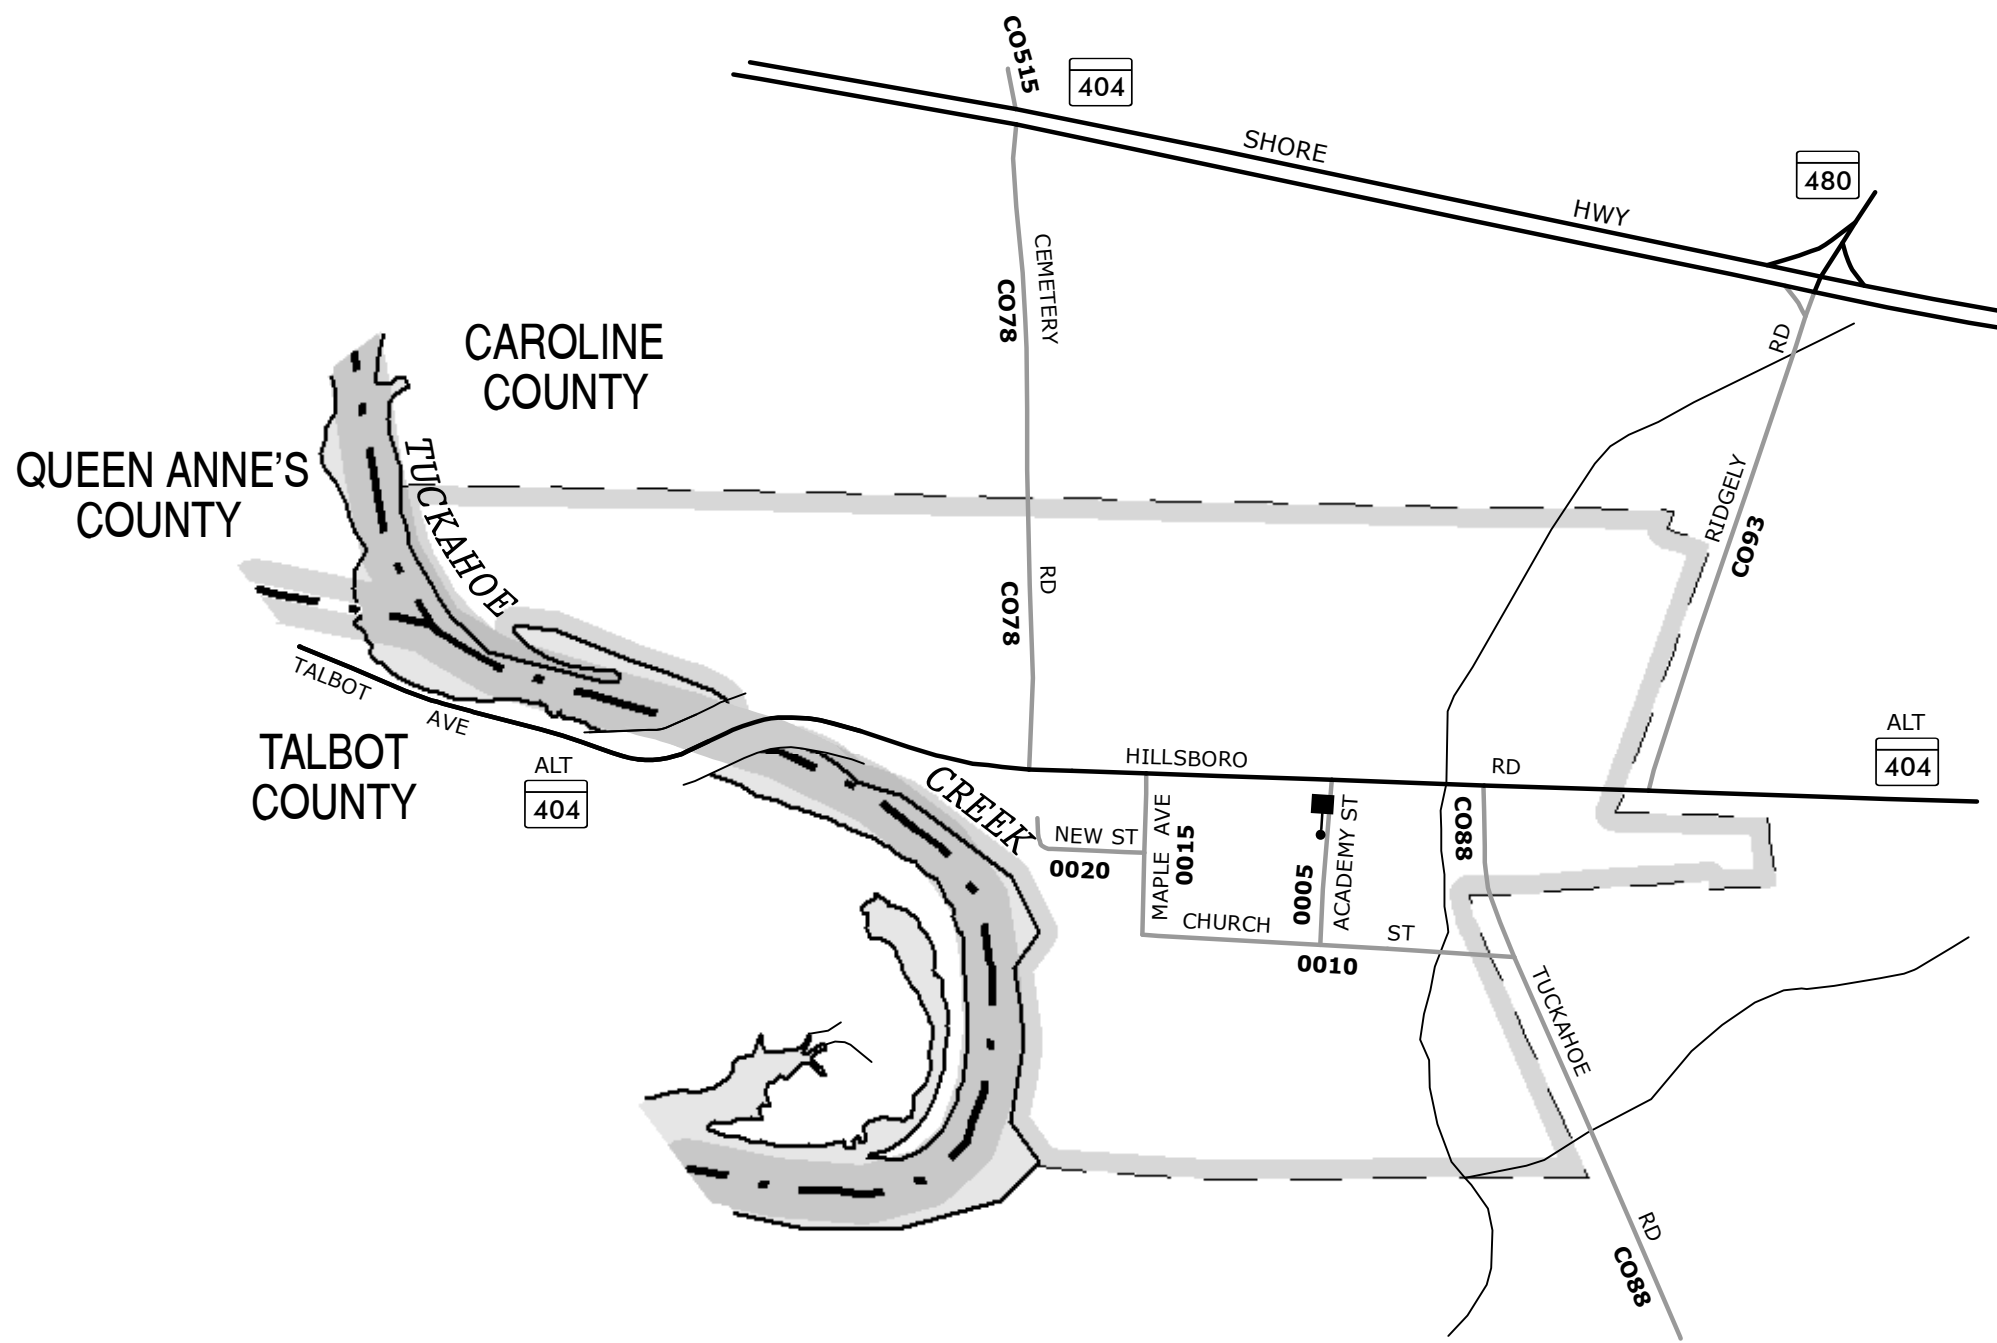 CO515
404
SHORE
HWY
480
CEMETERY
CO78
RD
CAROLINE
COUNTY
TUCKAHOE
QUEEN ANNE'S
COUNTY
RIDGELY
CO93
RD
CO78
TALBOT
AVE
TALBOT
COUNTY
ALT
404
HILLSBORO
RD
ALT
404
CREEK
NEW ST
0020
MAPLE AVE
0015
0005
ACADEMY ST
CO88
CHURCH
ST
0010
TUCKAHOE
RD
CO88